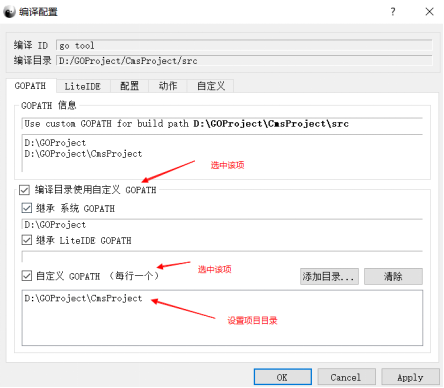 编译配置
编译 ID go tool
编译目录 D:/GOProject/CmsProject/src
GOPATH LiteIDE 配置 动作 自定义
GOPATH 信息
Use custom GOPATH for build path D:\GOProject\CmsProject\src
D:\GOProject
D:\GOProject\CmsProject
选中该项
编译目录使用自定义 GOPATH
继承 系统 GOPATH
D:\GOProject
继承 LiteIDE GOPATH
选中该项
自定义 GOPATH (每行一个) 添加目录... 清除
D:\GOProject\CmsProject
设置项目目录
OK Cancel Apply